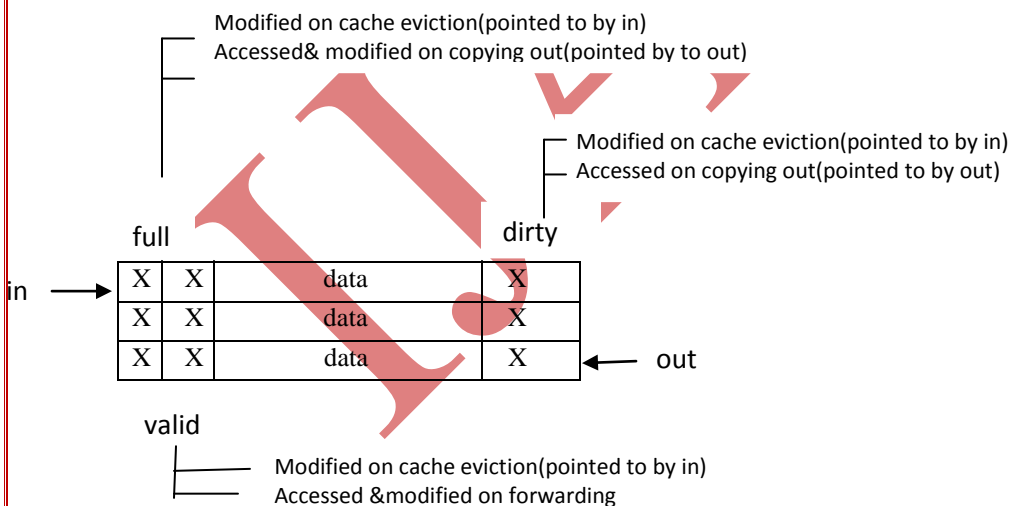 Modified on cache eviction(pointed to by in)
Accessed& modified on copying out(pointed by to out)
Modified on cache eviction(pointed to by in)
Accessed on copying out(pointed to by out)
full
dirty
in
X X data X
X X data X
X X data X
out
valid
Modified on cache eviction(pointed to by in)
Accessed &modified on forwarding